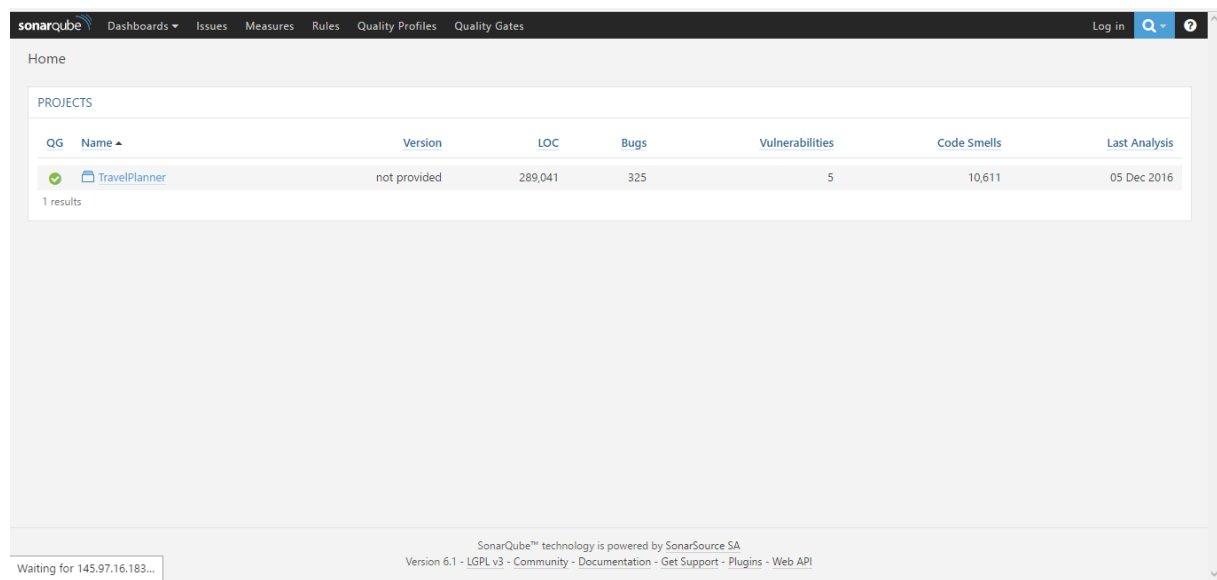 sonarqube Dashboards Issues Measures Rules Quality Profiles Quality Gates Log in
Home
PROJECTS
QG Name Version LOC Bugs Vulnerabilities Code Smells Last Analysis
TravelPlanner not provided 289,041 325 5 10,611 05 Dec 2016
1 results
SonarQube™ technology is powered by SonarSource SA
Version 6.1 - LGPL v3 - Community - Documentation - Get Support - Plugins - Web API
Waiting for 145.97.16.183...